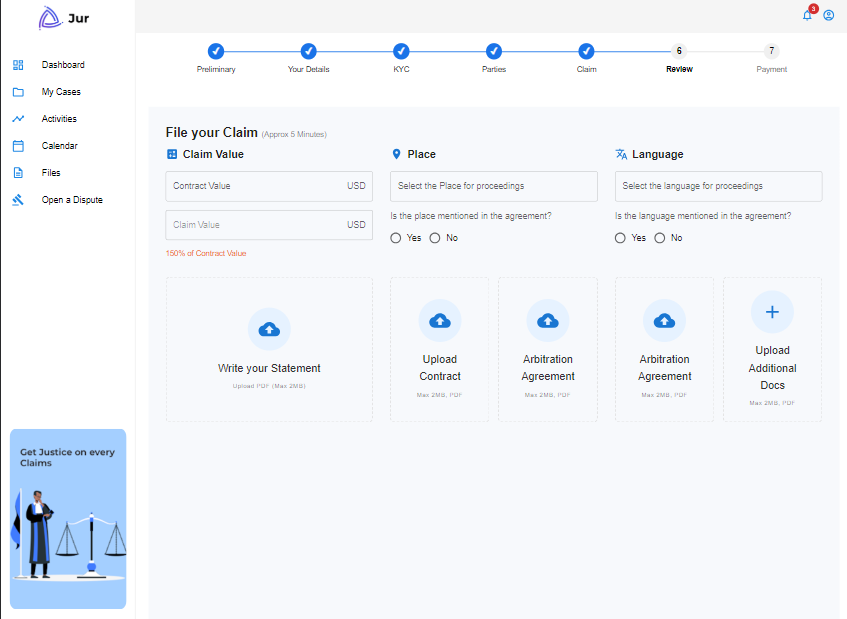 Jur
3
Dashboard
My Cases
Activities
Calendar
Files
Open a Dispute
Get Justice on every
Claims
6
7
Preliminary
Your Details
KYC
Parties
Claim
Review
Payment
File your Claim (Approx 5 Minutes)
Claim Value
Contract Value USD
Claim Value USD
150% of Contract Value
Place
Select the Place for proceedings
Is the place mentioned in the agreement?
Yes No
Language
Select the language for proceedings
Is the language mentioned in the agreement?
Yes No
Write your Statement
Upload PDF (Max 2MB)
Upload
Contract
Max 2MB, PDF
Arbitration
Agreement
Max 2MB, PDF
Arbitration
Agreement
Max 2MB, PDF
Upload
Additional
Docs
Max 2MB, PDF